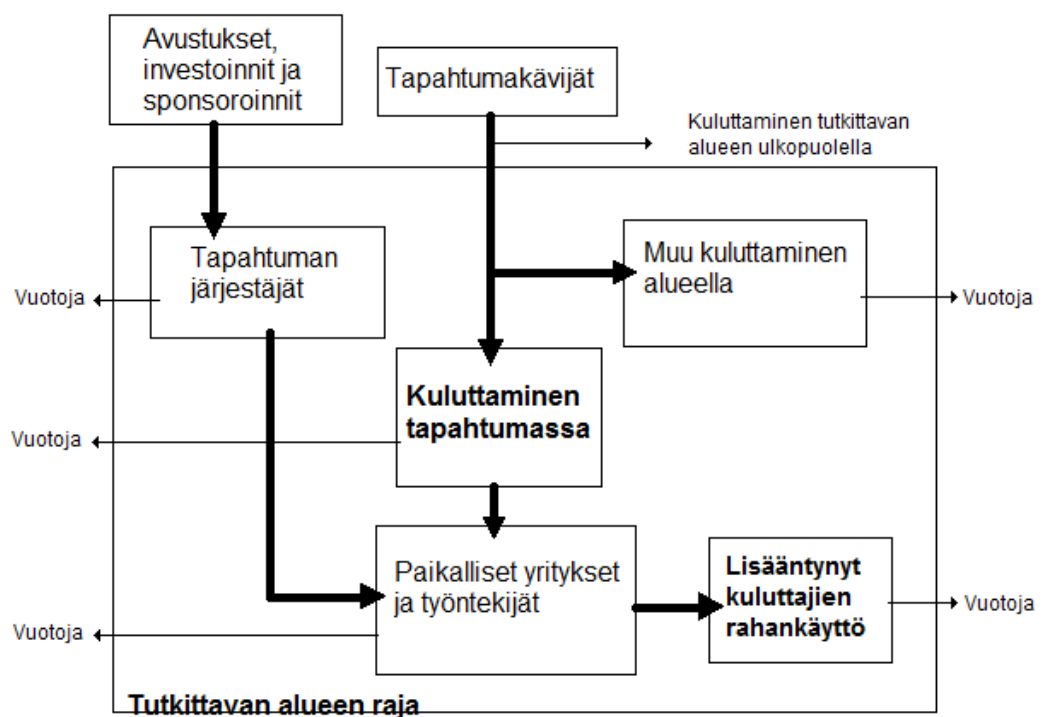 Avustukset,
investoinnit ja
sponsoroinnit
Tapahtumakävijät
Kuluttaminen tutkittavan
alueen ulkopuolella
Tapahtuman
järjestäjät
Muu kuluttaminen
alueella
Vuotoja
Vuotoja
Kuluttaminen
tapahtumassa
Vuotoja
Paikalliset yritykset
ja työntekijät
Lisääntynyt
kuluttajien
rahankäyttö
Vuotoja
Vuotoja
Tutkittavan alueen raja